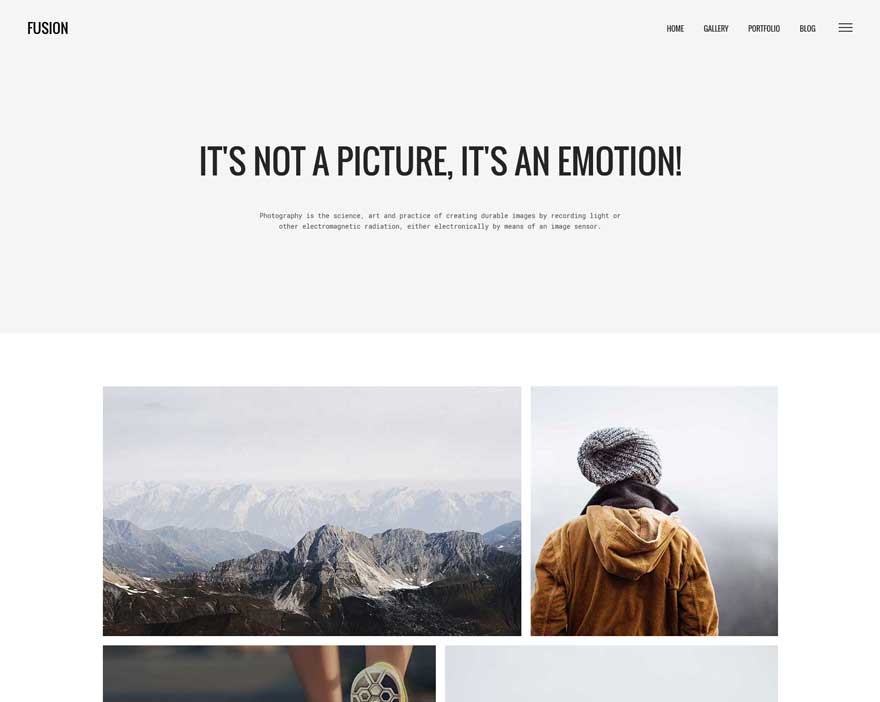 FUSION
HOME GALLERY PORTFOLIO BLOG
IT'S NOT A PICTURE, IT'S AN EMOTION!
Photography is the science, art and practice of creating durable images by recording light or
other electromagnetic radiation, either electronically by means of an image sensor.